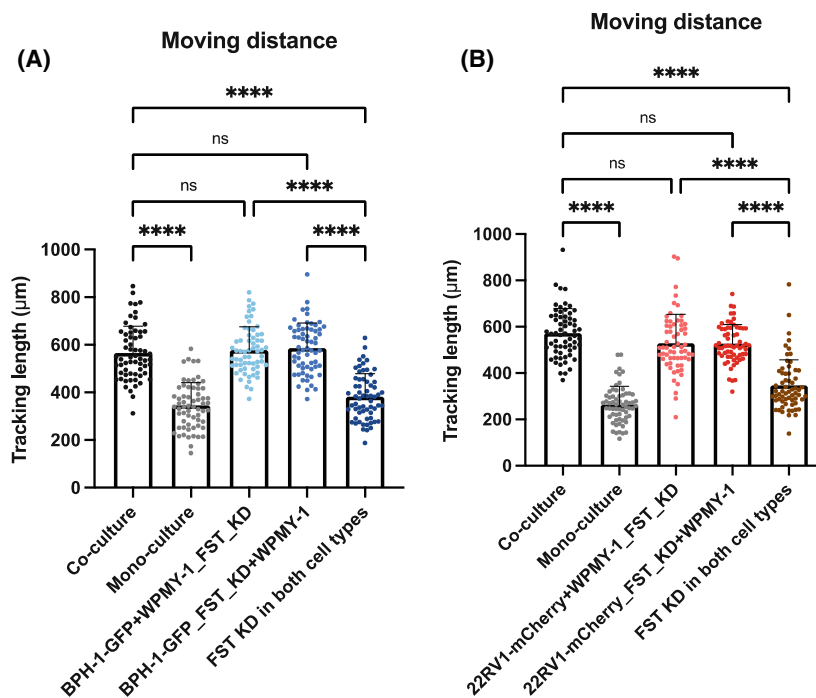 (A)
Moving distance
****
ns
ns
****
****
****
Tracking length (μm)
1000
800
600
400
200
0
Co-culture
Mono-culture
BPH-1-GFP+WPMY-1_FST_KD
BPH-1-GFP_FST_KD+WPMY-1
FST KD in both cell types
(B)
Moving distance
****
ns
ns
****
****
****
Tracking length (μm)
1000
800
600
400
200
0
Co-culture
Mono-culture
22RV1-mCherry+WPMY-1_FST_KD
22RV1-mCherry_FST_KD+WPMY-1
FST KD in both cell types